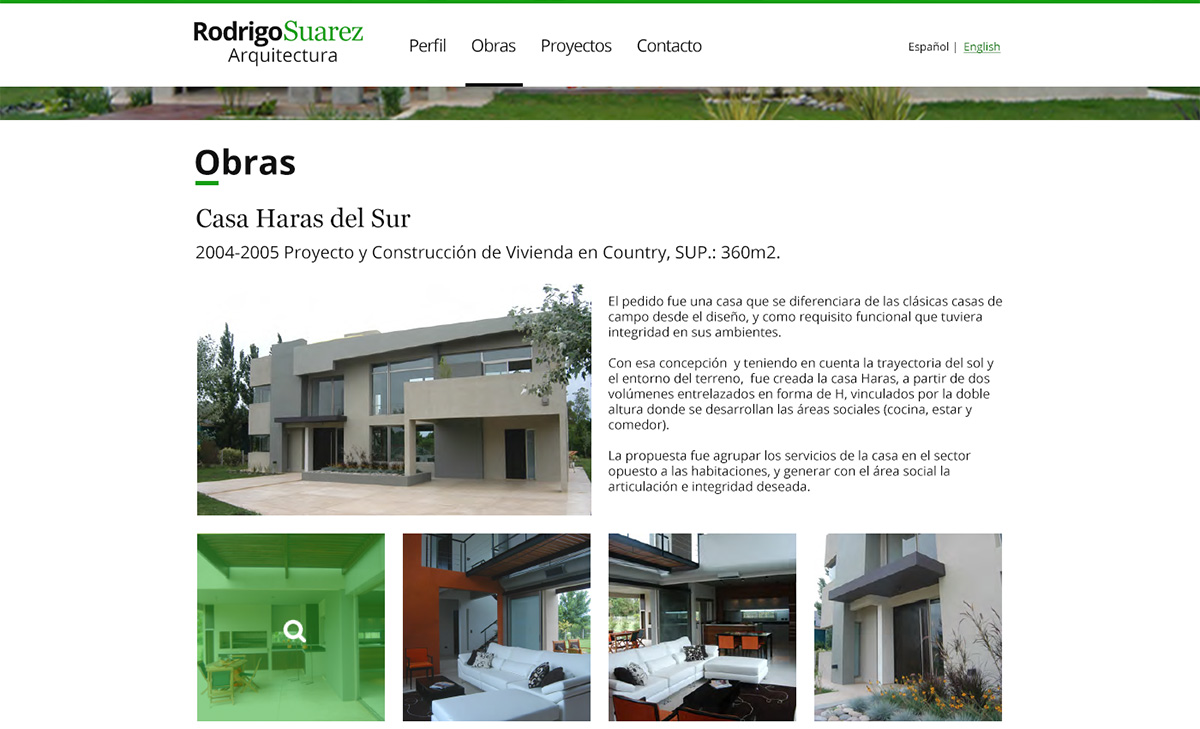 RodrigoSuarez
Arquitectura
Perfil Obras Proyectos Contacto
Español | English
Obras
Casa Haras del Sur
2004-2005 Proyecto y Construcción de Vivienda en Country, SUP.: 360m2.
El pedido fue una casa que se diferenciara de las clásicas casas de
campo desde el diseño, y como requisito funcional que tuviera
integridad en sus ambientes.
Con esa concepción  y teniendo en cuenta la trayectoria del sol y
el entorno del terreno,  fue creada la casa Haras, a partir de dos
volúmenes entrelazados en forma de H, vinculados por la doble
altura donde se desarrollan las áreas sociales (cocina, estar y
comedor).
La propuesta fue agrupar los servicios de la casa en el sector
opuesto a las habitaciones, y generar con el área social la
articulación e integridad deseada.